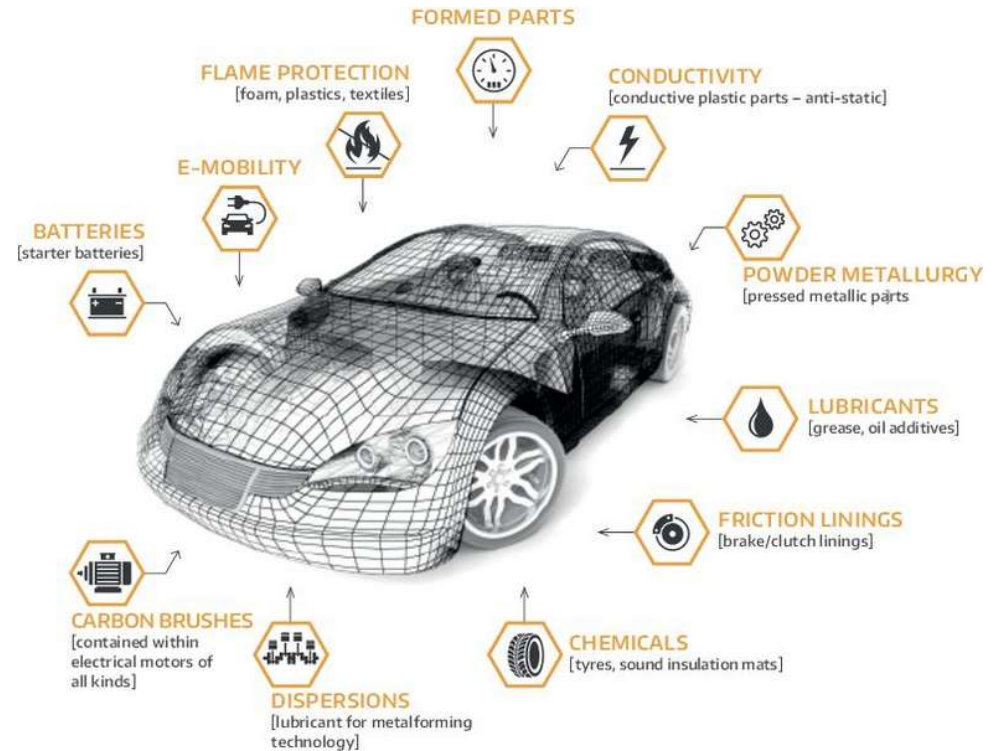 FORMED PARTS
FLAME PROTECTION
[foam, plastics, textiles]
CONDUCTIVITY
[conductive plastic parts – anti-static]
E-MOBILITY
BATTERIES
[starter batteries]
POWDER METALLURGY
[pressed metallic parts
LUBRICANTS
[grease, oil additives]
FRICTION LININGS
[brake/clutch linings]
CARBON BRUSHES
[contained within
electrical motors of
all kinds]
DISPERSIONS
[lubricant for metalforming
technology]
CHEMICALS
[tyres, sound insulation mats]